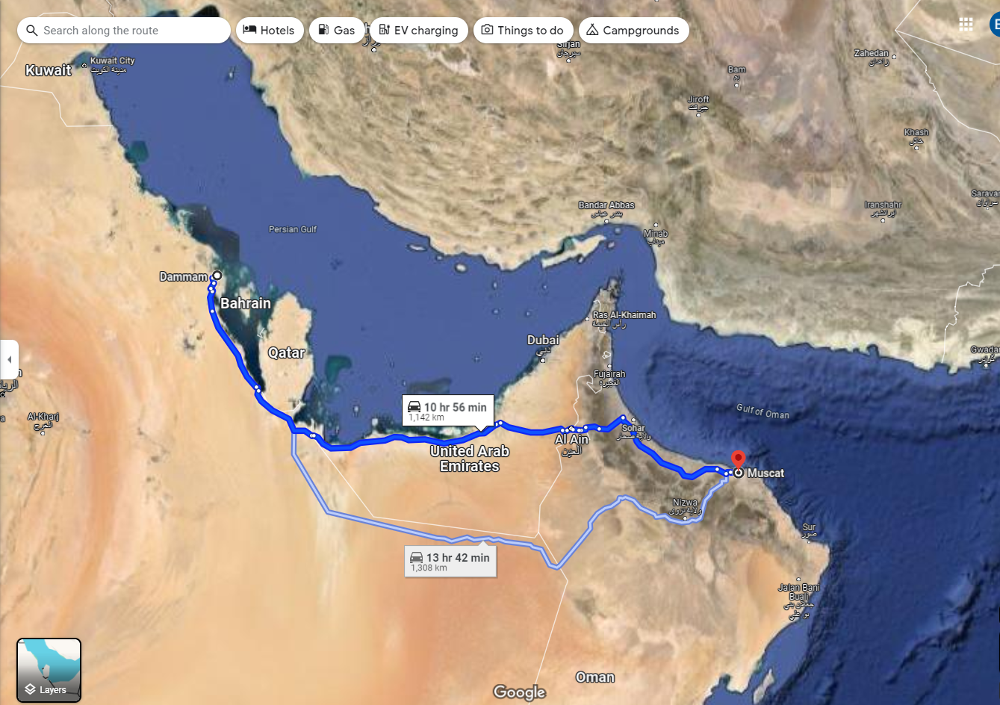 Search along the route
Hotels
Gas
EV charging
Things to do
Campgrounds
Sirjan
سیرجان
Zahedan
زاهدان
Kuwait
Kuwait City
مدينة الكويت
Bam
بم
Jiroft
جیرفت
Khash
خاش
Bandar Abbas
بندر عباس
Iranshahr
ایرانشهر
Minab
میناب
Persian Gulf
Dammam
Bahrain
Ras Al-Khaimah
رأس الخيمة
Dubai
دبي
Qatar
Fujairah
الفجيرة
Al-Kharj
الخرج
Gulf of Oman
10 hr 56 min
1,142 km
Sohar
ولاية صحار
Al Ain
العين
United Arab
Emirates
Muscat
Nizwa
ولاية نزوى
Sur
صور
13 hr 42 min
1,308 km
Jalan Bani
Bu ali
جعلان بني
بو علي
Oman
Layers
Google